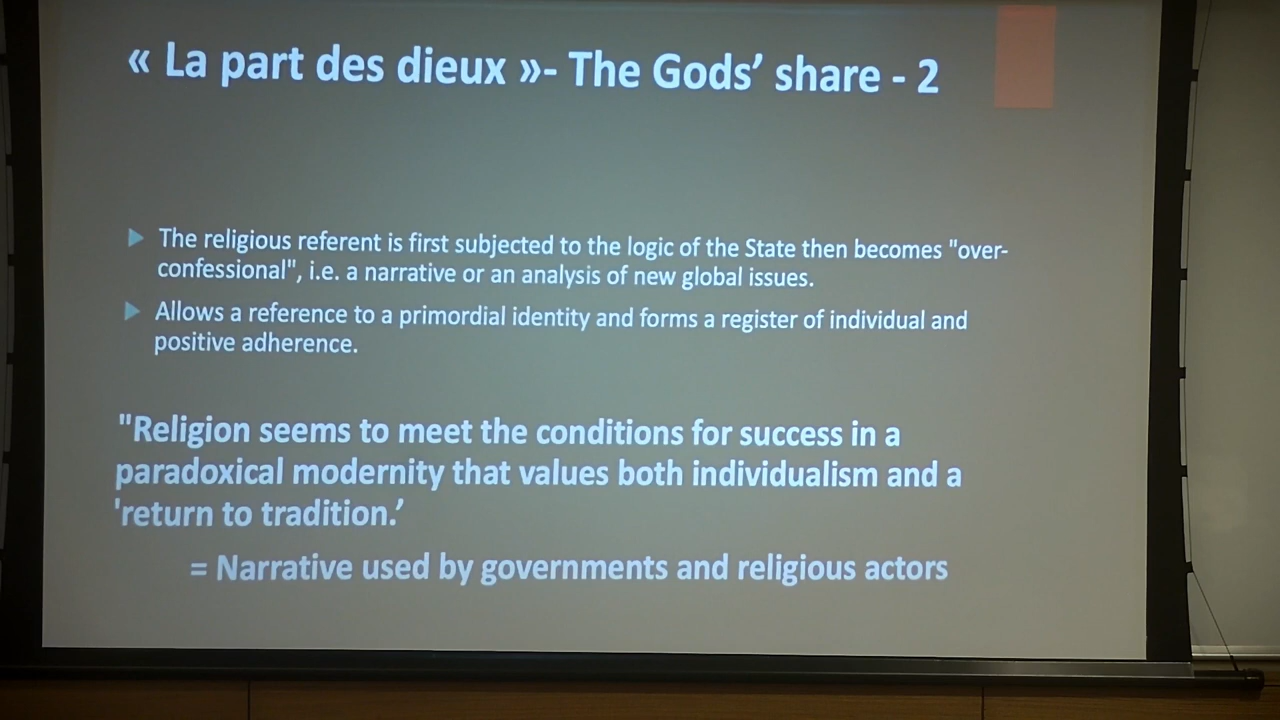 « La part des dieux »- The Gods’ share - 2
The religious referent is first subjected to the logic of the State then becomes "over-
confessional", i.e. a narrative or an analysis of new global issues.
Allows a reference to a primordial identity and forms a register of individual and
positive adherence.
"Religion seems to meet the conditions for success in a
paradoxical modernity that values both individualism and a
'return to tradition.’
= Narrative used by governments and religious actors